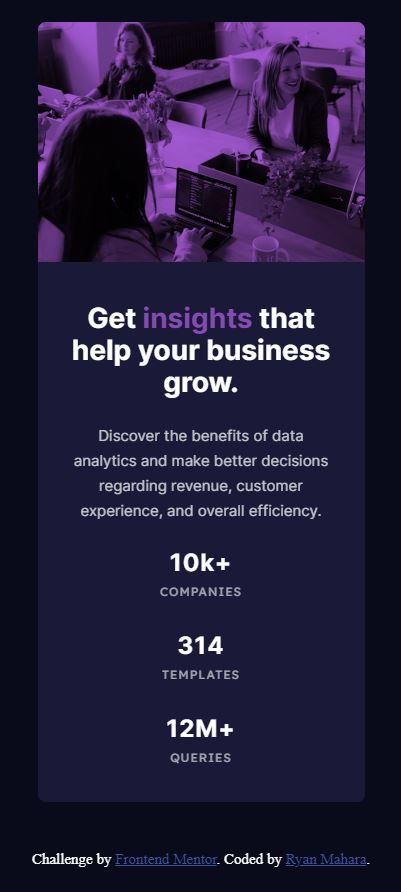 Get insights that
help your business
grow.
Discover the benefits of data
analytics and make better decisions
regarding revenue, customer
experience, and overall efficiency.
10k+
COMPANIES
314
TEMPLATES
12M+
QUERIES
Challenge by Frontend Mentor. Coded by Ryan Mahara.